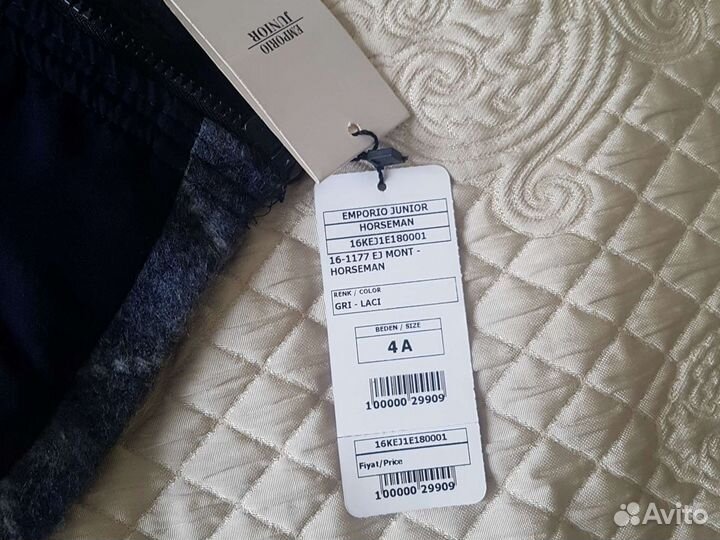 EMPORIO
JUNIOR
EMPORIO JUNIOR
HORSEMAN
16KEJ1E180001
16-1177 EJ MONT -
HORSEMAN
RENK / COLOR
GRI - LACI
BEDEN / SIZE
4 A
100000 29909
16KEJ1E180001
Fiyat/Price
100000 29909
Avito